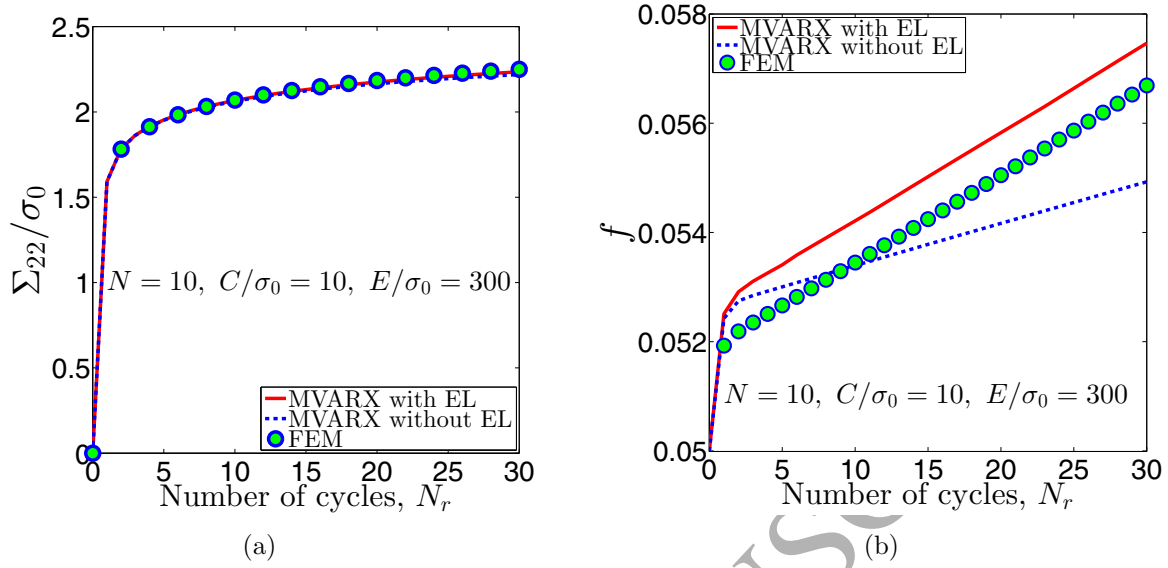 2.5
2
1.5
1
0.5
0
Σ22/σ0
N = 10, C/σ0 = 10, E/σ0 = 300
MVARX with EL
MVARX without EL
FEM
0 5 10 15 20 25 30
Number of cycles, Nr
(a)
0.058
0.056
0.054
0.052
0.05
f
MVARX with EL
MVARX without EL
FEM
N = 10, C/σ0 = 10, E/σ0 = 300
0 5 10 15 20 25 30
Number of cycles, Nr
(b)